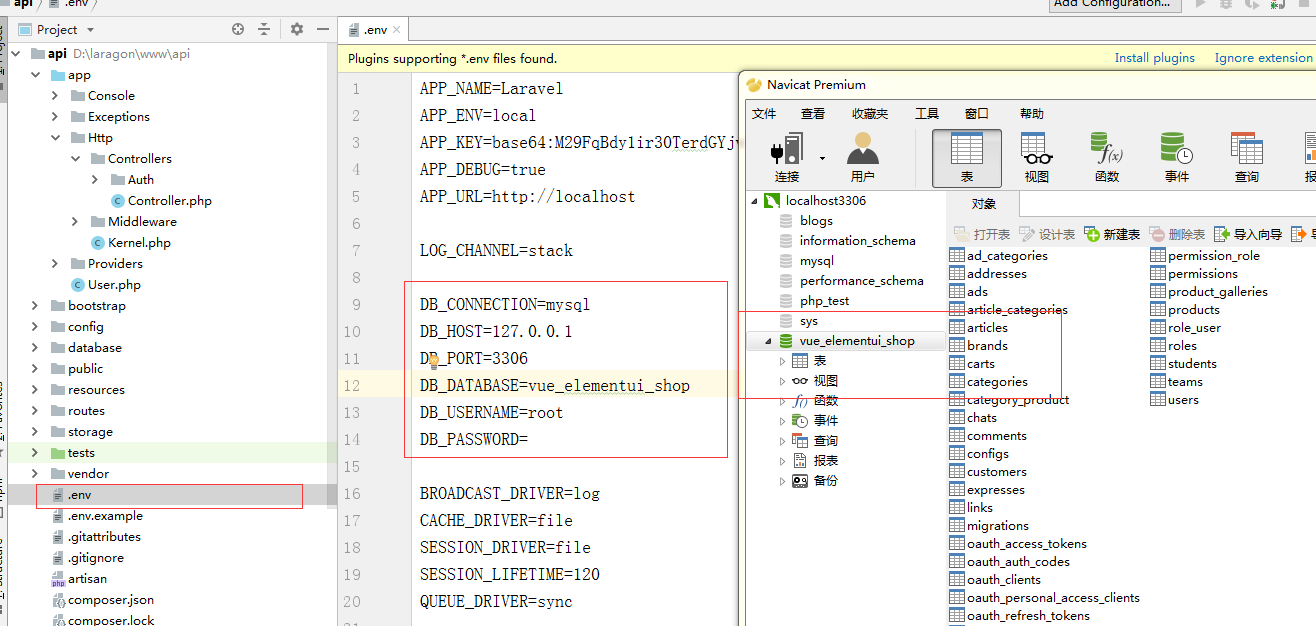 api
.env
Add Configuration...
Project
.env
api D:\laragon\www\api
app
Console
Exceptions
Http
Controllers
Auth
Controller.php
Middleware
Kernel.php
Providers
User.php
bootstrap
config
database
public
resources
routes
storage
tests
vendor
.env
.env.example
.gitattributes
.gitignore
artisan
composer.json
composer.lock
Plugins supporting *.env files found.
Install plugins
Ignore extension
1 APP_NAME=Laravel
2 APP_ENV=local
3 APP_KEY=base64:M29FqBdy1ir30TerdGYj
4 APP_DEBUG=true
5 APP_URL=http://localhost
6
7 LOG_CHANNEL=stack
8
9 DB_CONNECTION=mysql
10 DB_HOST=127.0.0.1
11 DB_PORT=3306
12 DB_DATABASE=vue_elementui_shop
13 DB_USERNAME=root
14 DB_PASSWORD=
15
16 BROADCAST_DRIVER=log
17 CACHE_DRIVER=file
18 SESSION_DRIVER=file
19 SESSION_LIFETIME=120
20 QUEUE_DRIVER=sync
Navicat Premium
文件 查看 收藏夹 工具 窗口 帮助
连接 用户 表 视图 函数 事件 查询
localhost3306
blogs
information_schema
mysql
performance_schema
php_test
sys
vue_elementui_shop
表
视图
函数
事件
查询
报表
备份
对象
打开表 设计表 新建表 删除表 导入向导
ad_categories
addresses
ads
article_categories
articles
brands
carts
categories
category_product
chats
comments
configs
customers
expresses
links
migrations
oauth_access_tokens
oauth_auth_codes
oauth_clients
oauth_personal_access_clients
oauth_refresh_tokens
permission_role
permissions
product_galleries
products
role_user
roles
students
teams
users